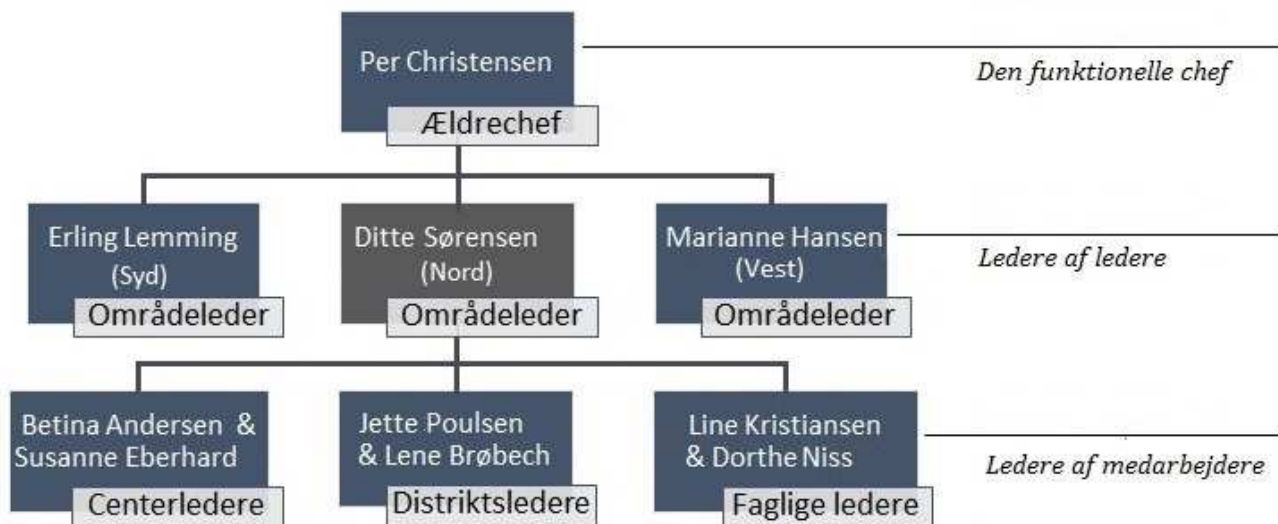 Per Christensen
Ældrechef
Den funktionelle chef
Erling Lemming
(Syd)
Områdeleder
Ditte Sørensen
(Nord)
Områdeleder
Marianne Hansen
(Vest)
Områdeleder
Ledere af ledere
Betina Andersen &
Susanne Eberhard
Centerledere
Jette Poulsen
& Lene Brøbech
Distriktsledere
Line Kristiansen
& Dorthe Niss
Faglige ledere
Ledere af medarbejdere